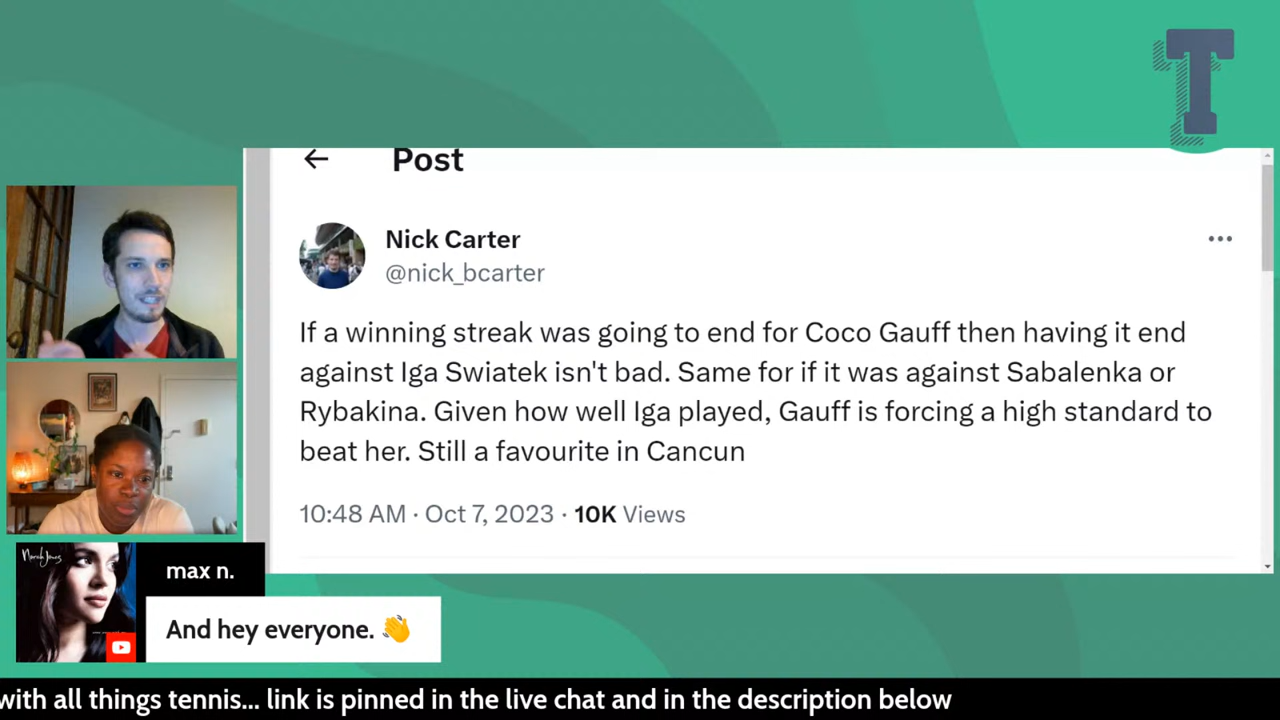 T
Post
Nick Carter
@nick_bcarter
If a winning streak was going to end for Coco Gauff then having it end
against Iga Swiatek isn't bad. Same for if it was against Sabalenka or
Rybakina. Given how well Iga played, Gauff is forcing a high standard to
beat her. Still a favourite in Cancun
10:48 AM · Oct 7, 2023 · 10K Views
Norah Jones
max n.
And hey everyone. 👋
with all things tennis... link is pinned in the live chat and in the description below